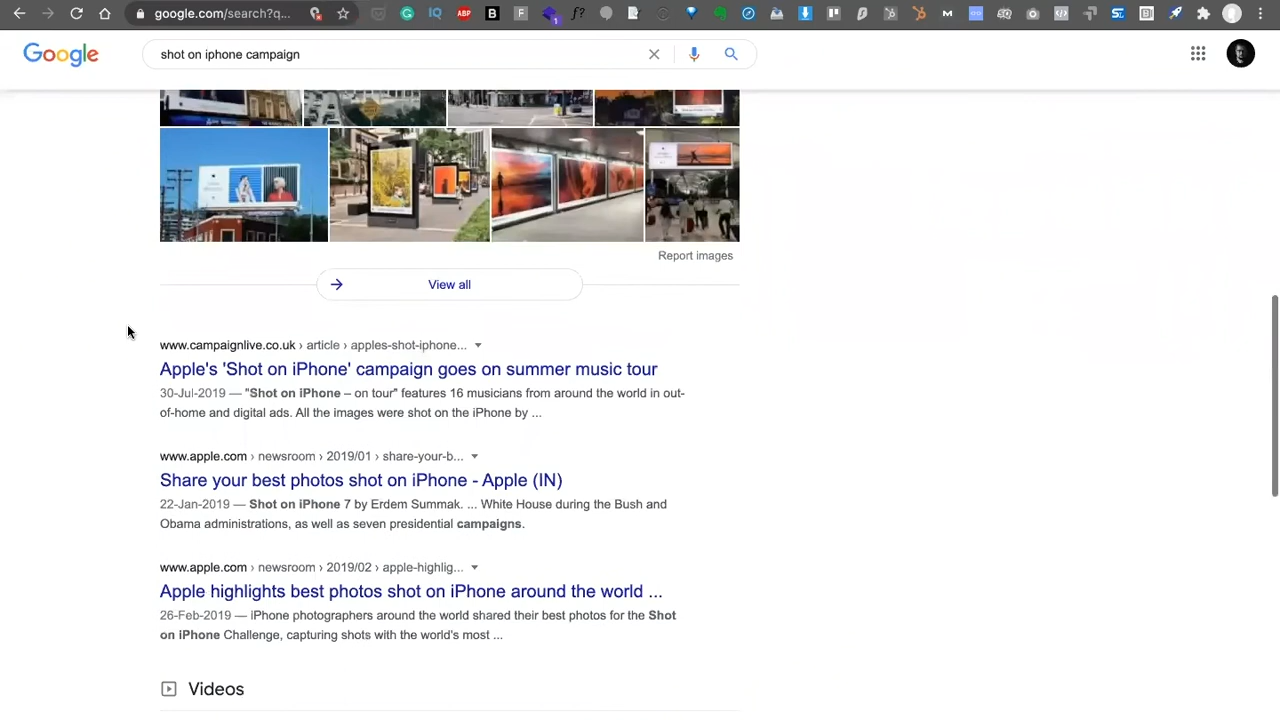 google.com/search?q...
Google
shot on iphone campaign
Report images
View all
www.campaignlive.co.uk › article › apples-shot-iphone...
Apple's 'Shot on iPhone' campaign goes on summer music tour
30-Jul-2019 — "Shot on iPhone – on tour" features 16 musicians from around the world in out-
of-home and digital ads. All the images were shot on the iPhone by ...
www.apple.com › newsroom › 2019/01 › share-your-b...
Share your best photos shot on iPhone - Apple (IN)
22-Jan-2019 — Shot on iPhone 7 by Erdem Summak. ... White House during the Bush and
Obama administrations, as well as seven presidential campaigns.
www.apple.com › newsroom › 2019/02 › apple-highlig...
Apple highlights best photos shot on iPhone around the world ...
26-Feb-2019 — iPhone photographers around the world shared their best photos for the Shot
on iPhone Challenge, capturing shots with the world's most ...
Videos